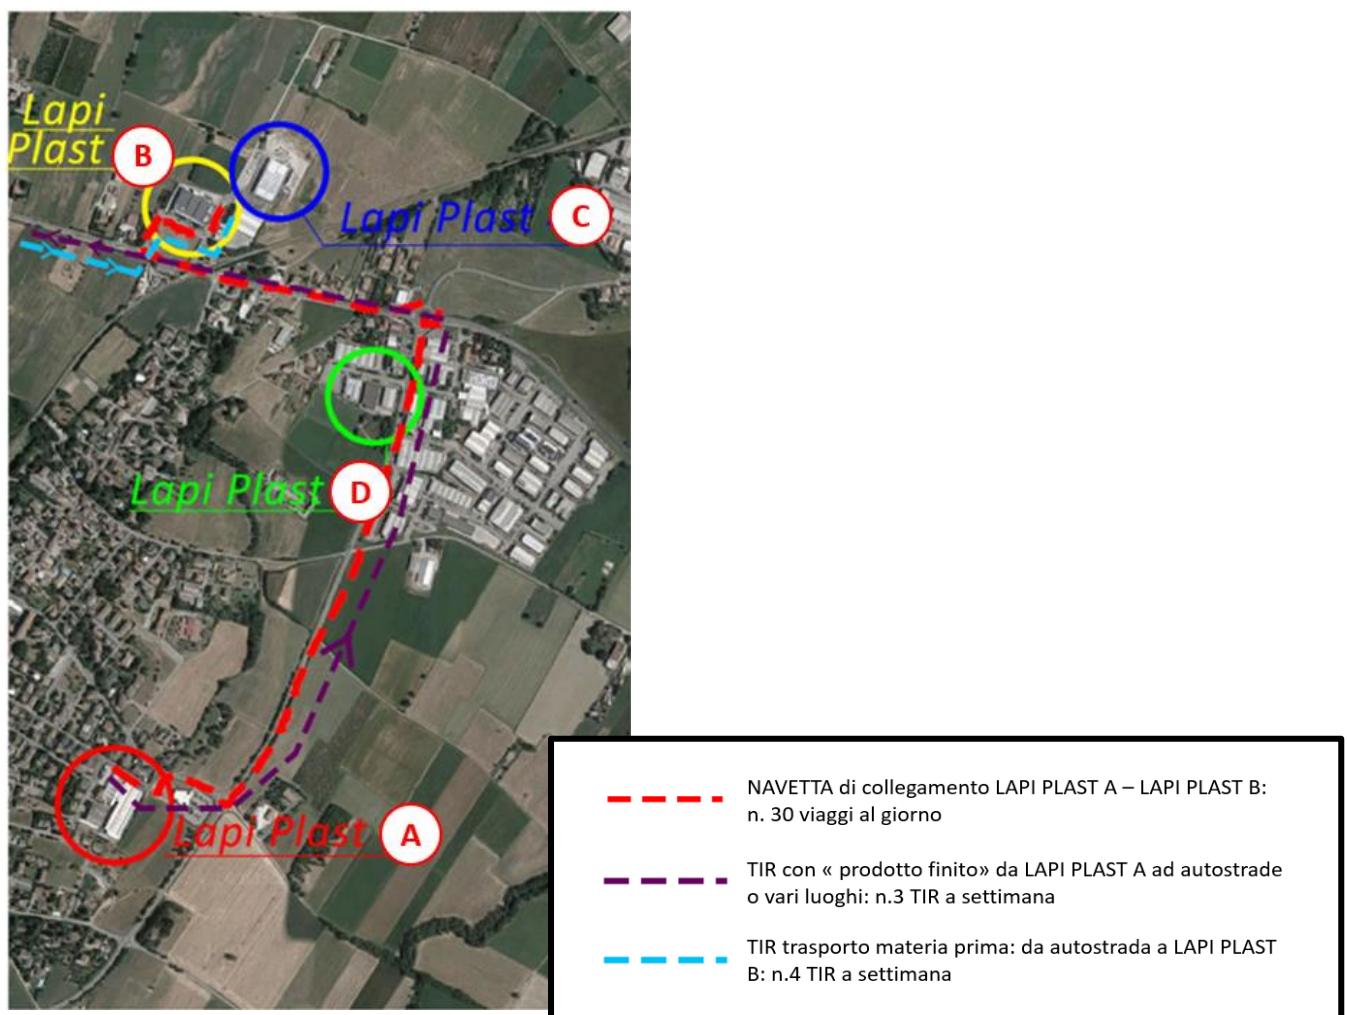 Lapi
Plast
B
Lapi Plast
C
Lapi Plast
D
Lapi Plast
A
NAVETTA di collegamento LAPI PLAST A – LAPI PLAST B:
n. 30 viaggi al giorno
TIR con « prodotto finito» da LAPI PLAST A ad autostrade
o vari luoghi: n.3 TIR a settimana
TIR trasporto materia prima: da autostrada a LAPI PLAST
B: n.4 TIR a settimana